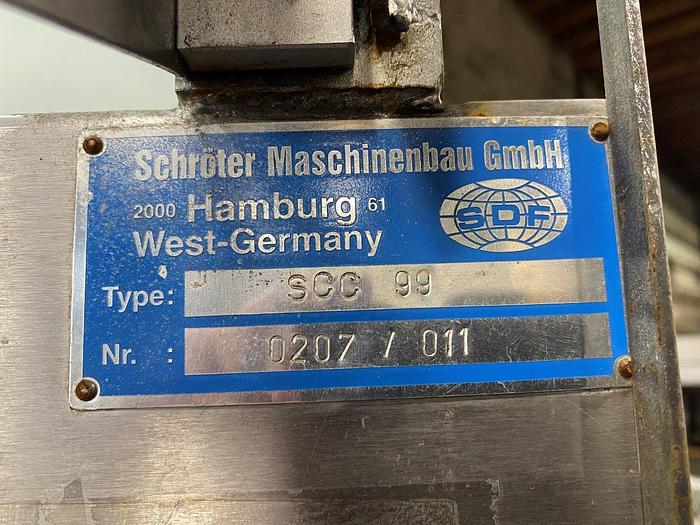 Schröter Maschinenbau GmbH
2000 Hamburg 61
West-Germany
SDF
Type: SCC 99
Nr. : 0207 / 011